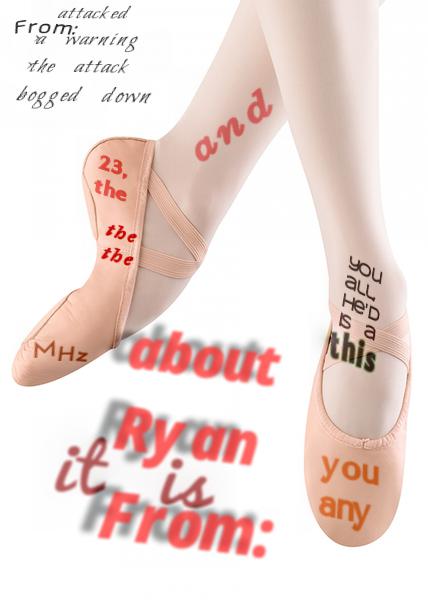 attacked
From:
a warning
the attack
bogged down
and
23,
the
the
the
MHz
you
all,
He'D
is a
this
about
Ryan
From:
it is
you
any